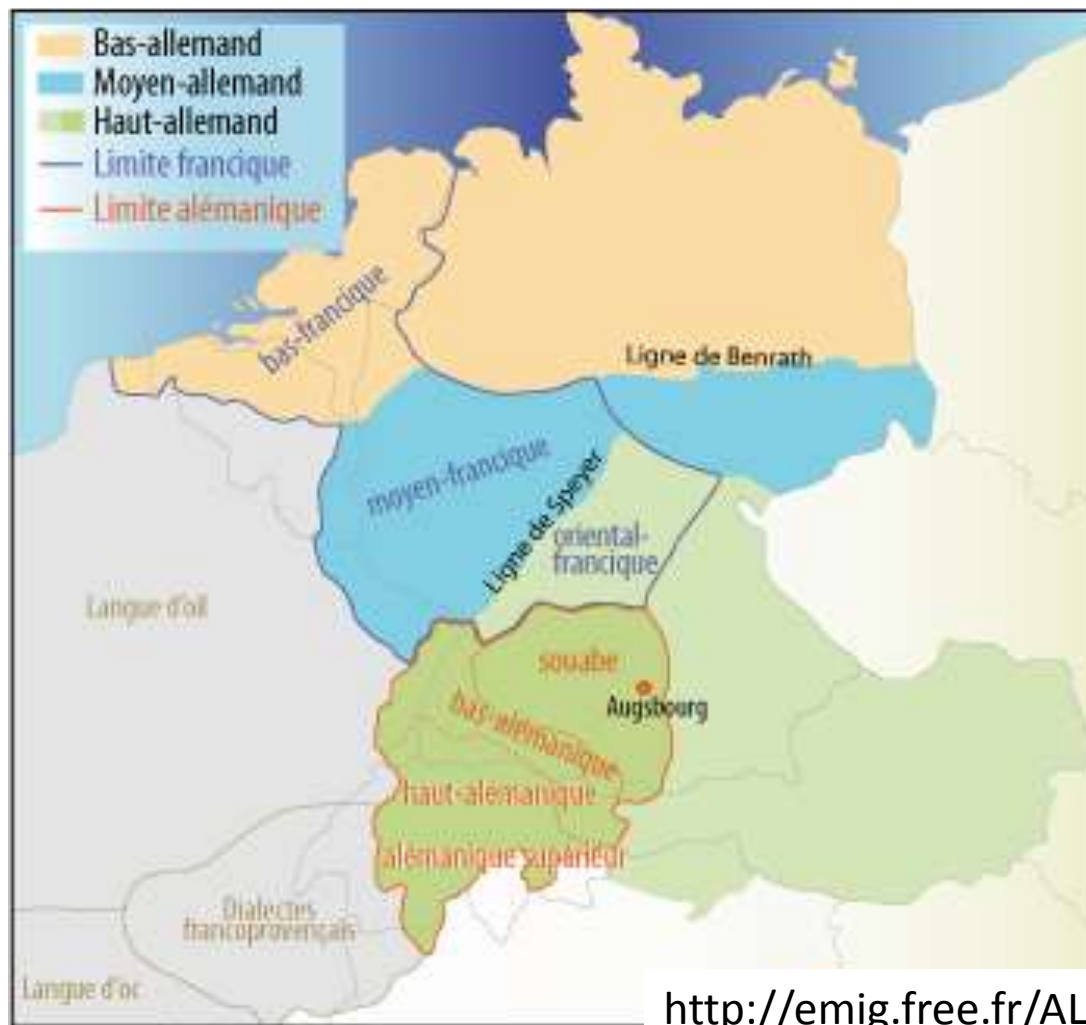 Bas-allemand
Moyen-allemand
Haut-allemand
Limite francique
Limite alémanique
bas-francique
Ligne de Benrath
moyen-francique
Ligne de Speyer
oriental-
francique
Langue d'oïl
souabe
Augsbourg
bas-alémanique
haut-alémanique
alémanique supérieur
Dialectes
francoprovençais
Langue d'oc
http://emig.free.fr/AL